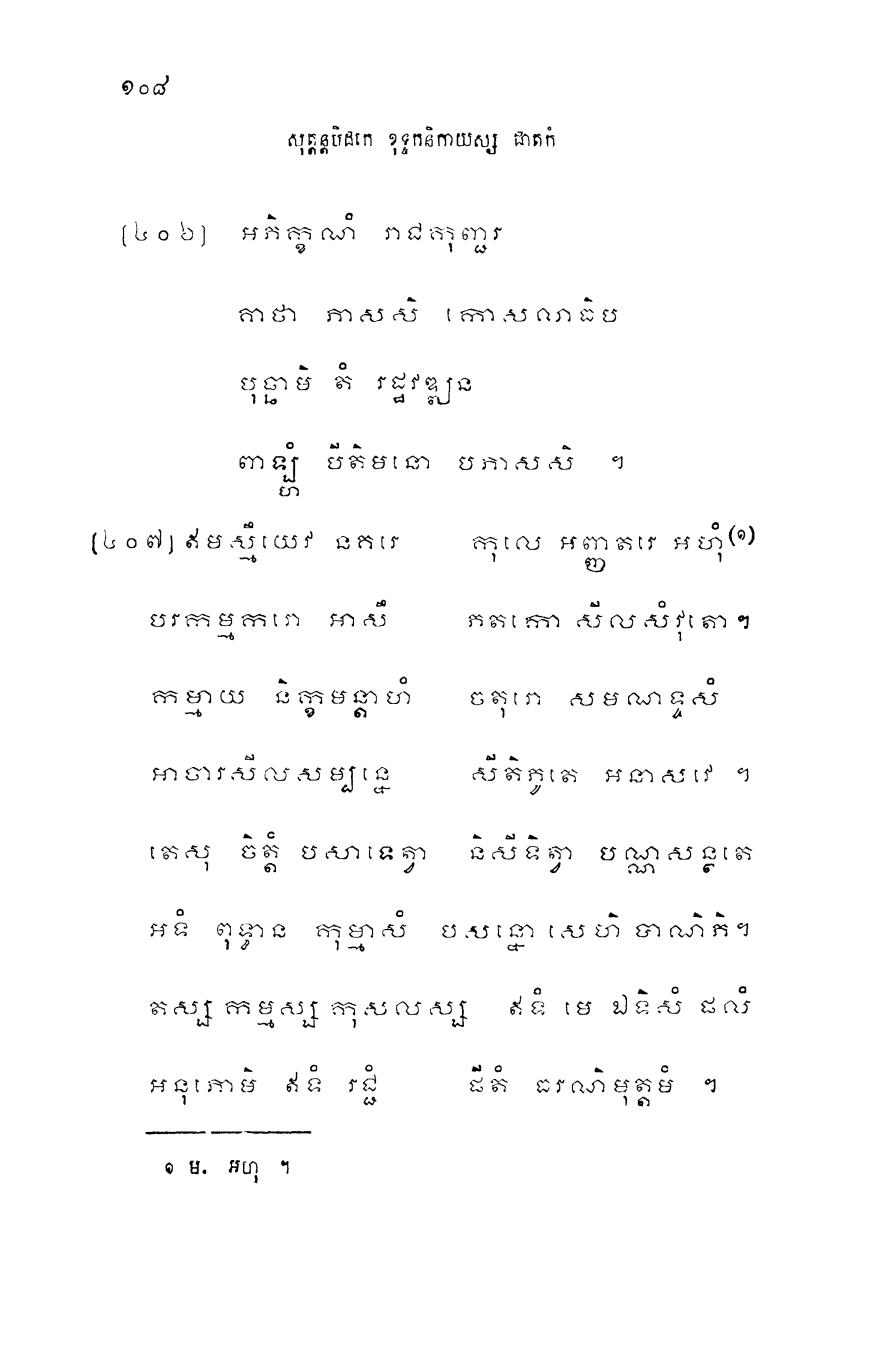 ១០៨
សុត្តន្តបិដកេ ខុទ្ទកនិកាយស្ស ជាតកំ
[៤០៦] អភិក្ខណំ រាជកុញ្ជរ
គាថា ភាសសិ កោសលាធិប
បុច្ឆាមិ តំ រដ្ឋវឌ្ឍន
ពាឡ្ហំ បីតិមនោ បភាសសិ ។
[៤០៧] ឥមស្មឹយេវ នគរេ កុលេ អញ្ញតរេ អហុំ(១)
បរកម្មករោ អាសឹ ភតកោ សីលសំវុតោ។
កម្មាយ និក្ខមន្តាហំ ចតុរោ សមណទ្ទសំ
អាចារសីលសម្បន្នេ សីតិភូតេ អនាសវេ ។
តេសុ ចិត្តំ បសាទេត្វា និសីទិត្វា បណ្ណសន្ថតេ
អទំ ពុទ្ធាន កុម្មាសំ បសន្នោ សេហិ បាណិភិ។
តស្ស កម្មស្ស កុសលស្ស ឥទំ មេ ឯទិសំ ផលំ
អនុភោមិ ឥទំ រជ្ជំ ផីតំ ធរណិមុត្តមំ ។
១ ម. អហុ ។